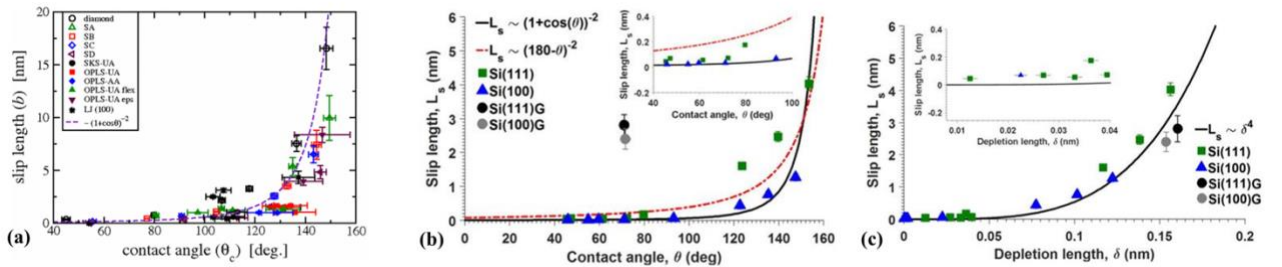 20
15
10
5
0
slip length (b) [nm]
diamond
SA
SB
SC
SD
SKS-UA
OPLS-UA
OPLS-AA
OPLS-UA flex
OPLS-UA eps
LJ (100)
~ (1+cosθ)⁻²
40 60 80 100 120 140 160
contact angle (θc) [deg.]
(a)
6
5
4
3
2
1
0
Slip length, Ls (nm)
Ls ~ (1+cos(θ))⁻²
Ls ~ (180-θ)⁻²
Si(111)
Si(100)
Si(111)G
Si(100)G
0.4
0.2
0
-0.2
Slip length, Ls (nm)
40 60 80 100
Contact angle, θ (deg)
0 20 40 60 80 100 120 140 160
Contact angle, θ (deg)
(b)
6
5
4
3
2
1
0
Slip length, Ls (nm)
0.4
0.2
0
-0.2
Slip length, Ls (nm)
0.01 0.02 0.03 0.04
Depletion length, δ (nm)
Ls ~ δ⁴
Si(111)
Si(100)
Si(111)G
Si(100)G
0 0.05 0.1 0.15 0.2
Depletion length, δ (nm)
(c)